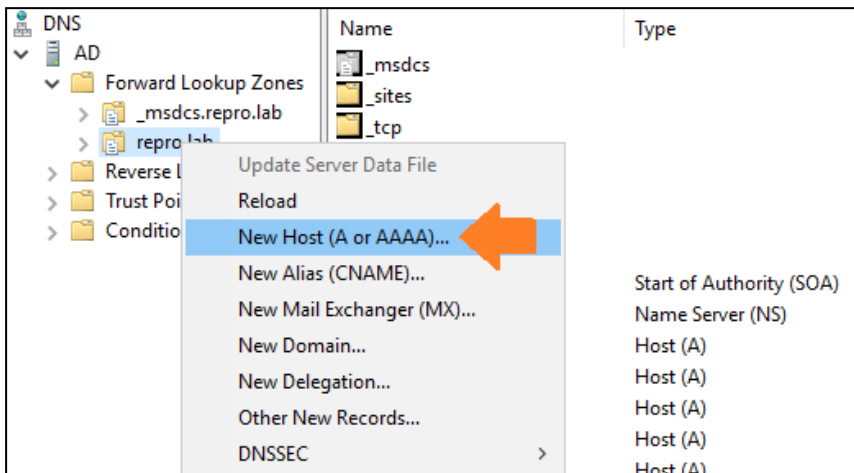 DNS
AD
Forward Lookup Zones
_msdcs.repro.lab
repro.lab
Reverse L
Trust Poi
Conditio
Name
Type
_msdcs
_sites
_tcp
Update Server Data File
Reload
New Host (A or AAAA)...
New Alias (CNAME)...
New Mail Exchanger (MX)...
New Domain...
New Delegation...
Other New Records...
DNSSEC
Start of Authority (SOA)
Name Server (NS)
Host (A)
Host (A)
Host (A)
Host (A)
Host (A)